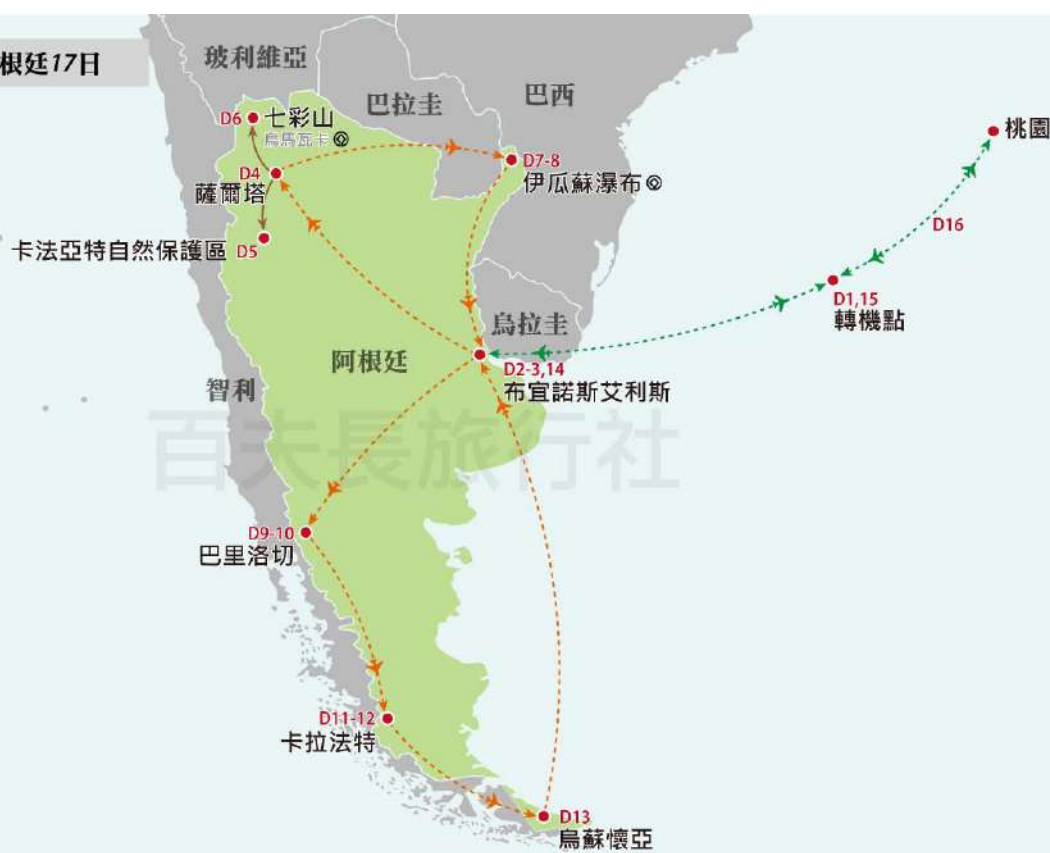 根廷17日
玻利維亞
巴拉圭
巴西
D6
七彩山
烏馬瓦卡
D4
薩爾塔
D7-8
伊瓜蘇瀑布
桃園
D16
卡法亞特自然保護區 D5
D1,15
轉機點
烏拉圭
阿根廷
智利
D2-3,14
布宜諾斯艾利斯
百夫長旅行社
D9-10
巴里洛切
D11-12
卡拉法特
D13
烏蘇懷亞